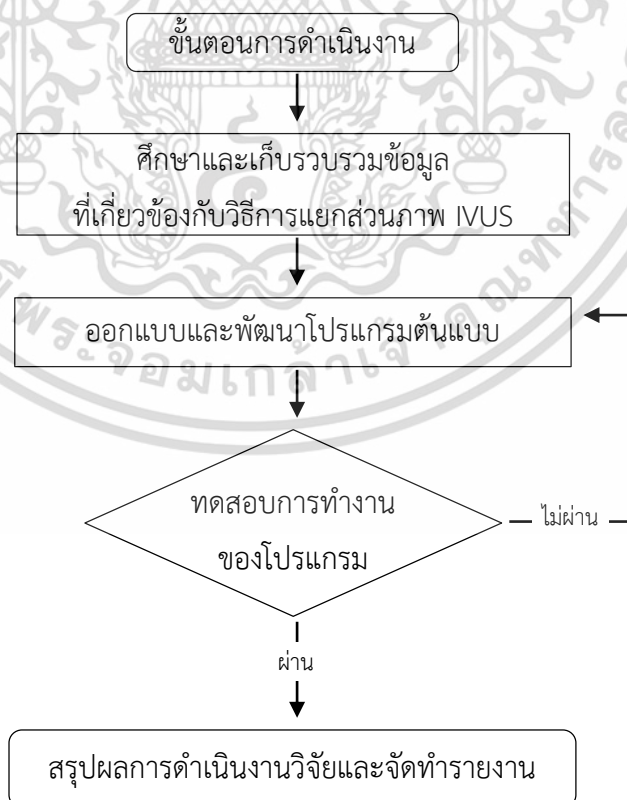 ขั้นตอนการดำเนินงาน
ศึกษาและเก็บรวบรวมข้อมูล
ที่เกี่ยวข้องกับวิธีการแยกส่วนภาพ IVUS
ออกแบบและพัฒนาโปรแกรมต้นแบบ
ทดสอบการทำงาน
ของโปรแกรม
ไม่ผ่าน
ผ่าน
สรุปผลการดำเนินงานวิจัยและจัดทำรายงาน